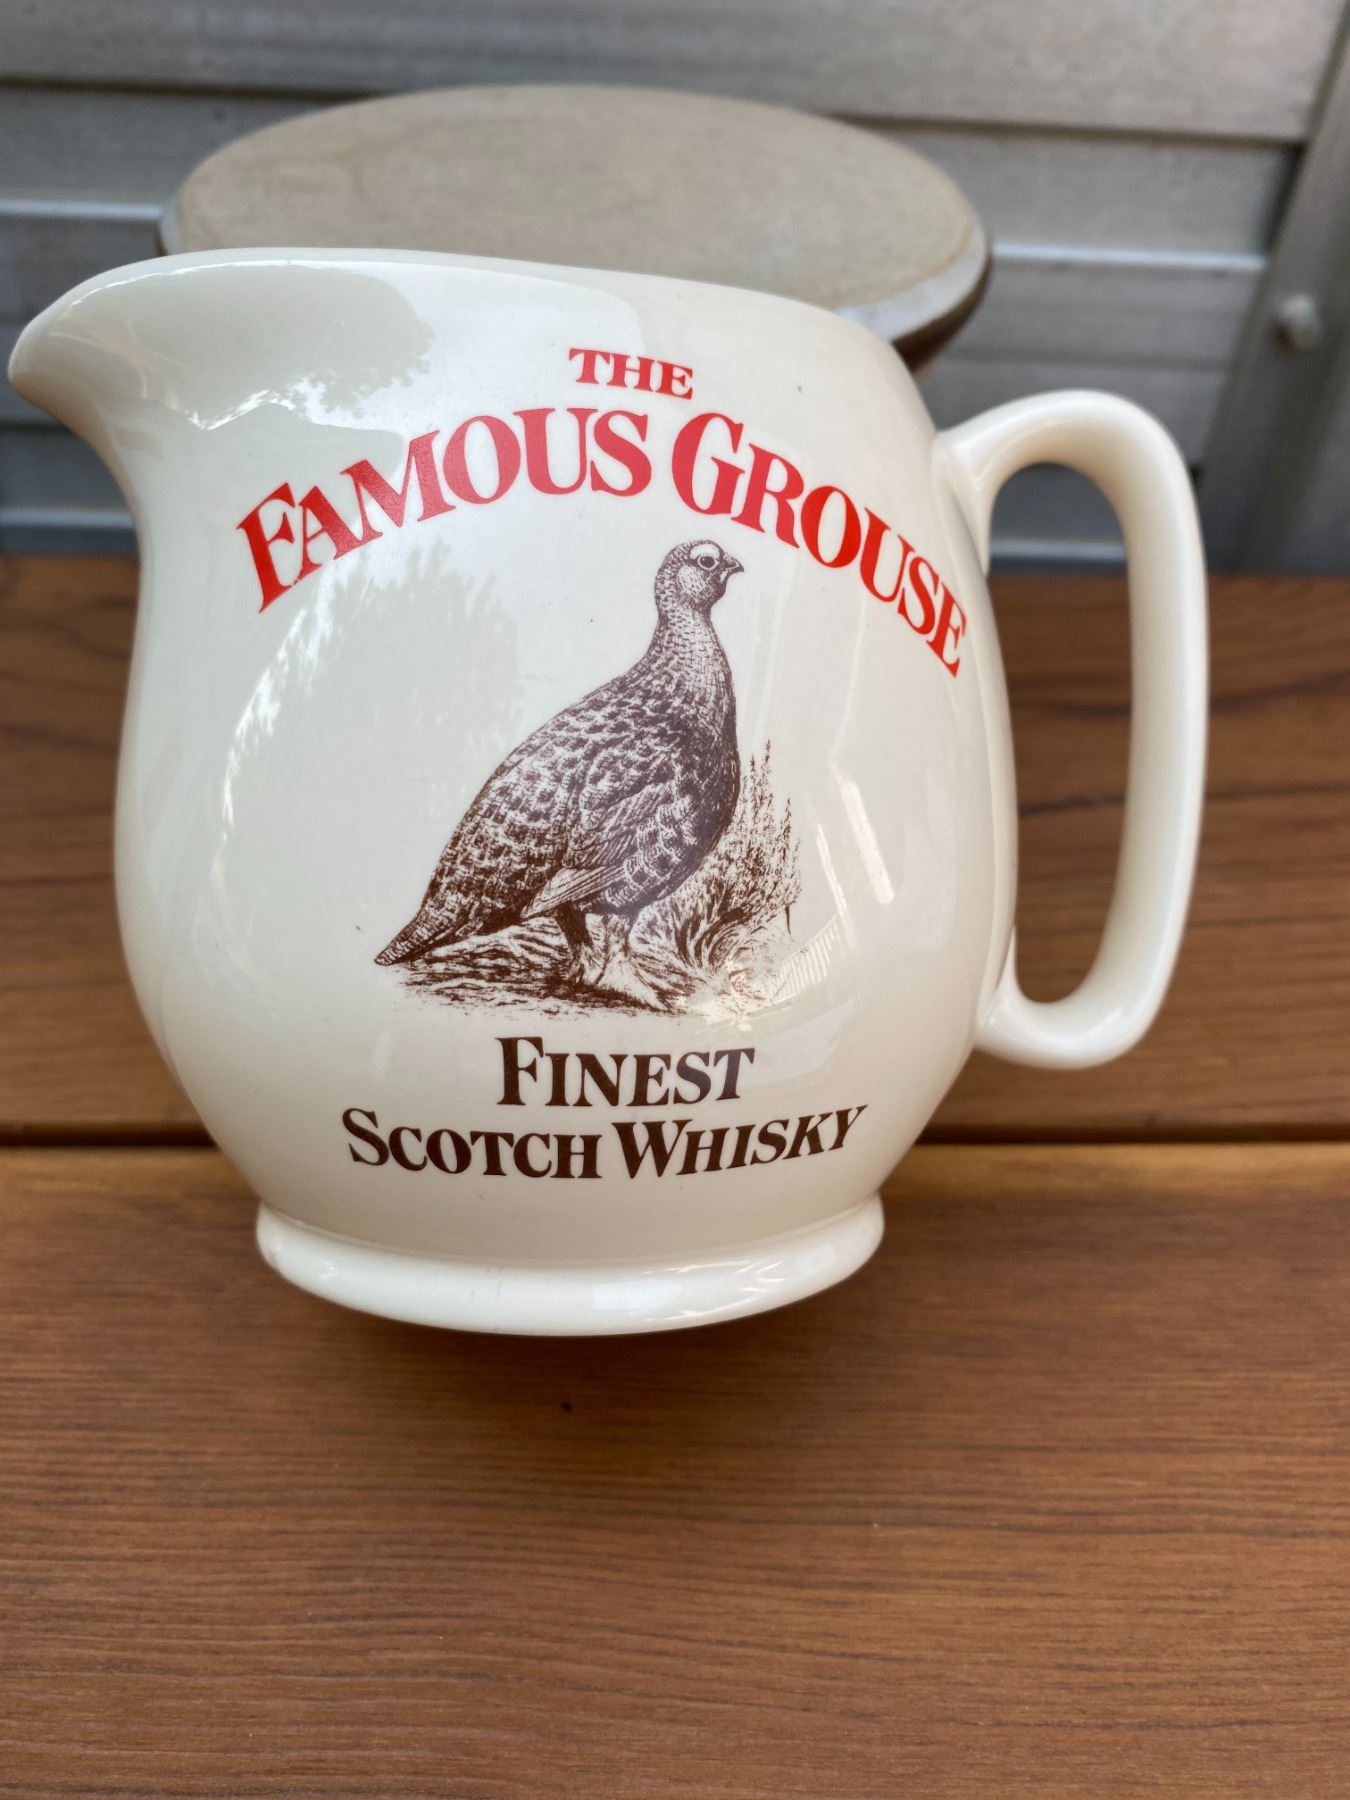 THE
FAMOUS GROUSE
FINEST
SCOTCH WHISKY